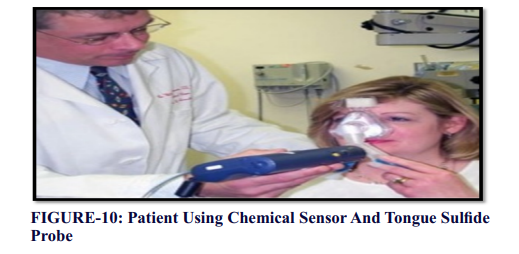 FIGURE-10: Patient Using Chemical Sensor And Tongue Sulfide
Probe